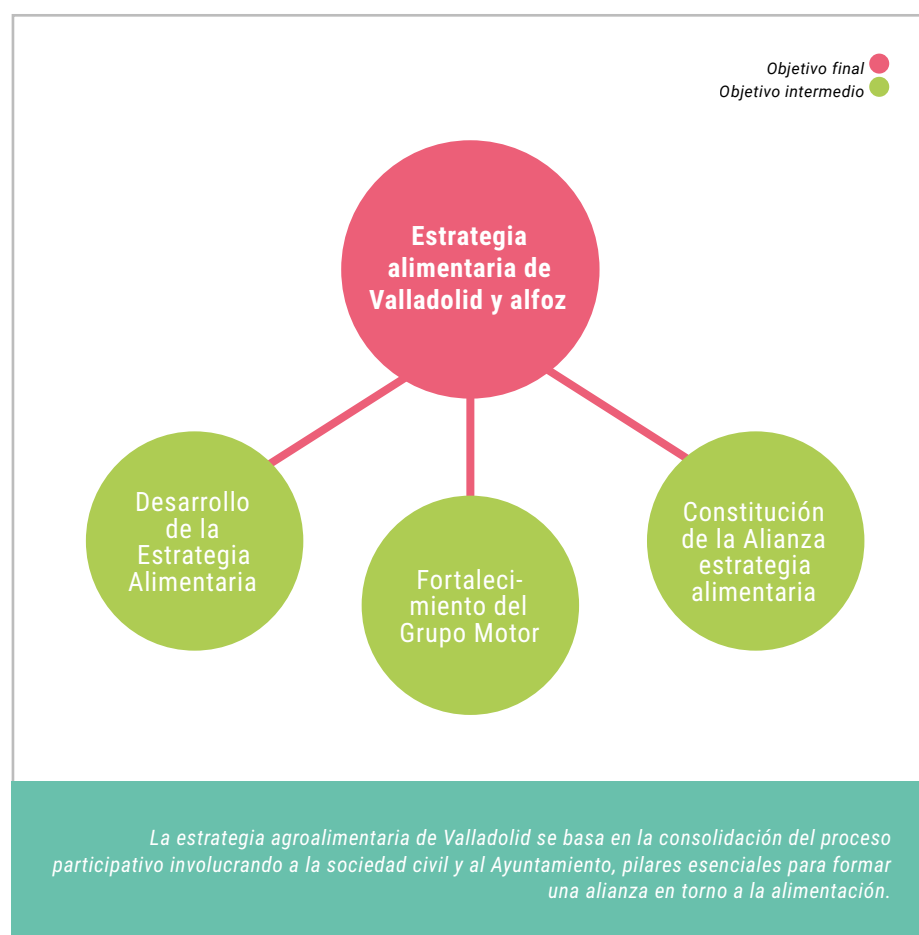 Objetivo final
Objetivo intermedio
Estrategia
alimentaria de
Valladolid y alfoz
Desarrollo
de la
Estrategia
Alimentaria
Fortaleci-
miento del
Grupo Motor
Constitución
de la Alianza
estrategia
alimentaria
La estrategia agroalimentaria de Valladolid se basa en la consolidación del proceso
participativo involucrando a la sociedad civil y al Ayuntamiento, pilares esenciales para formar
una alianza en torno a la alimentación.